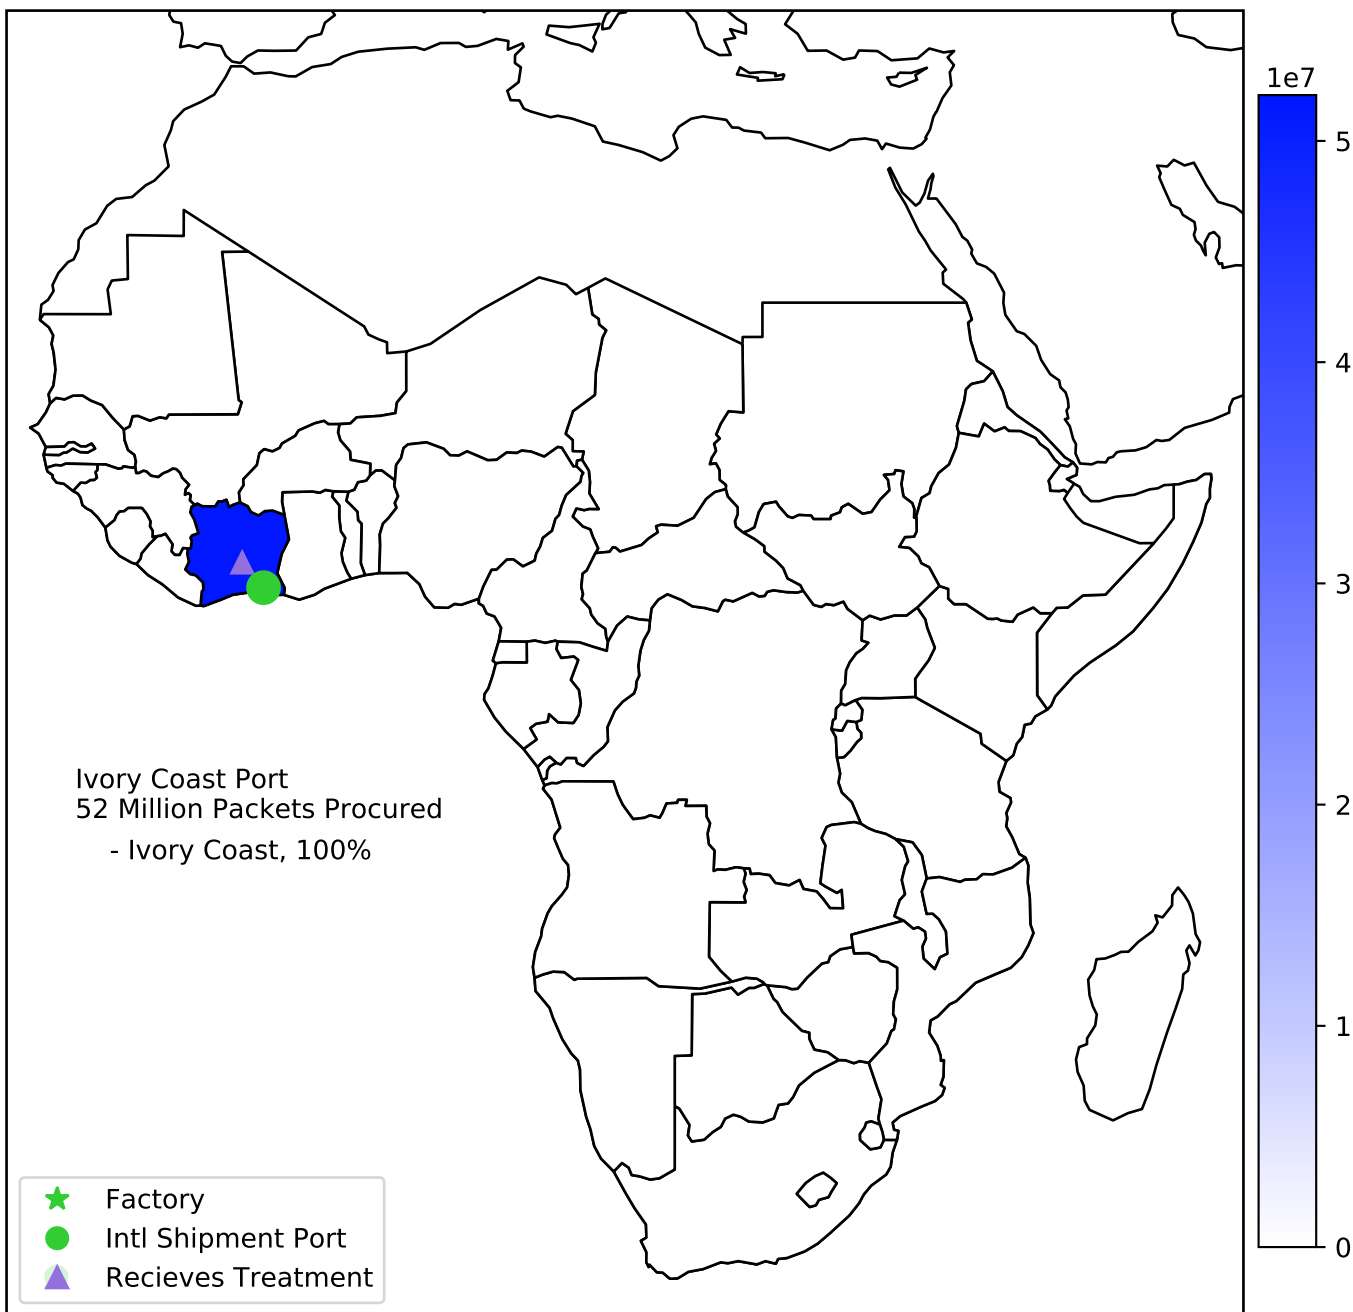 1e7
5
4
3
2
1
0
Ivory Coast Port
52 Million Packets Procured
- Ivory Coast, 100%
Factory
Intl Shipment Port
Recieves Treatment